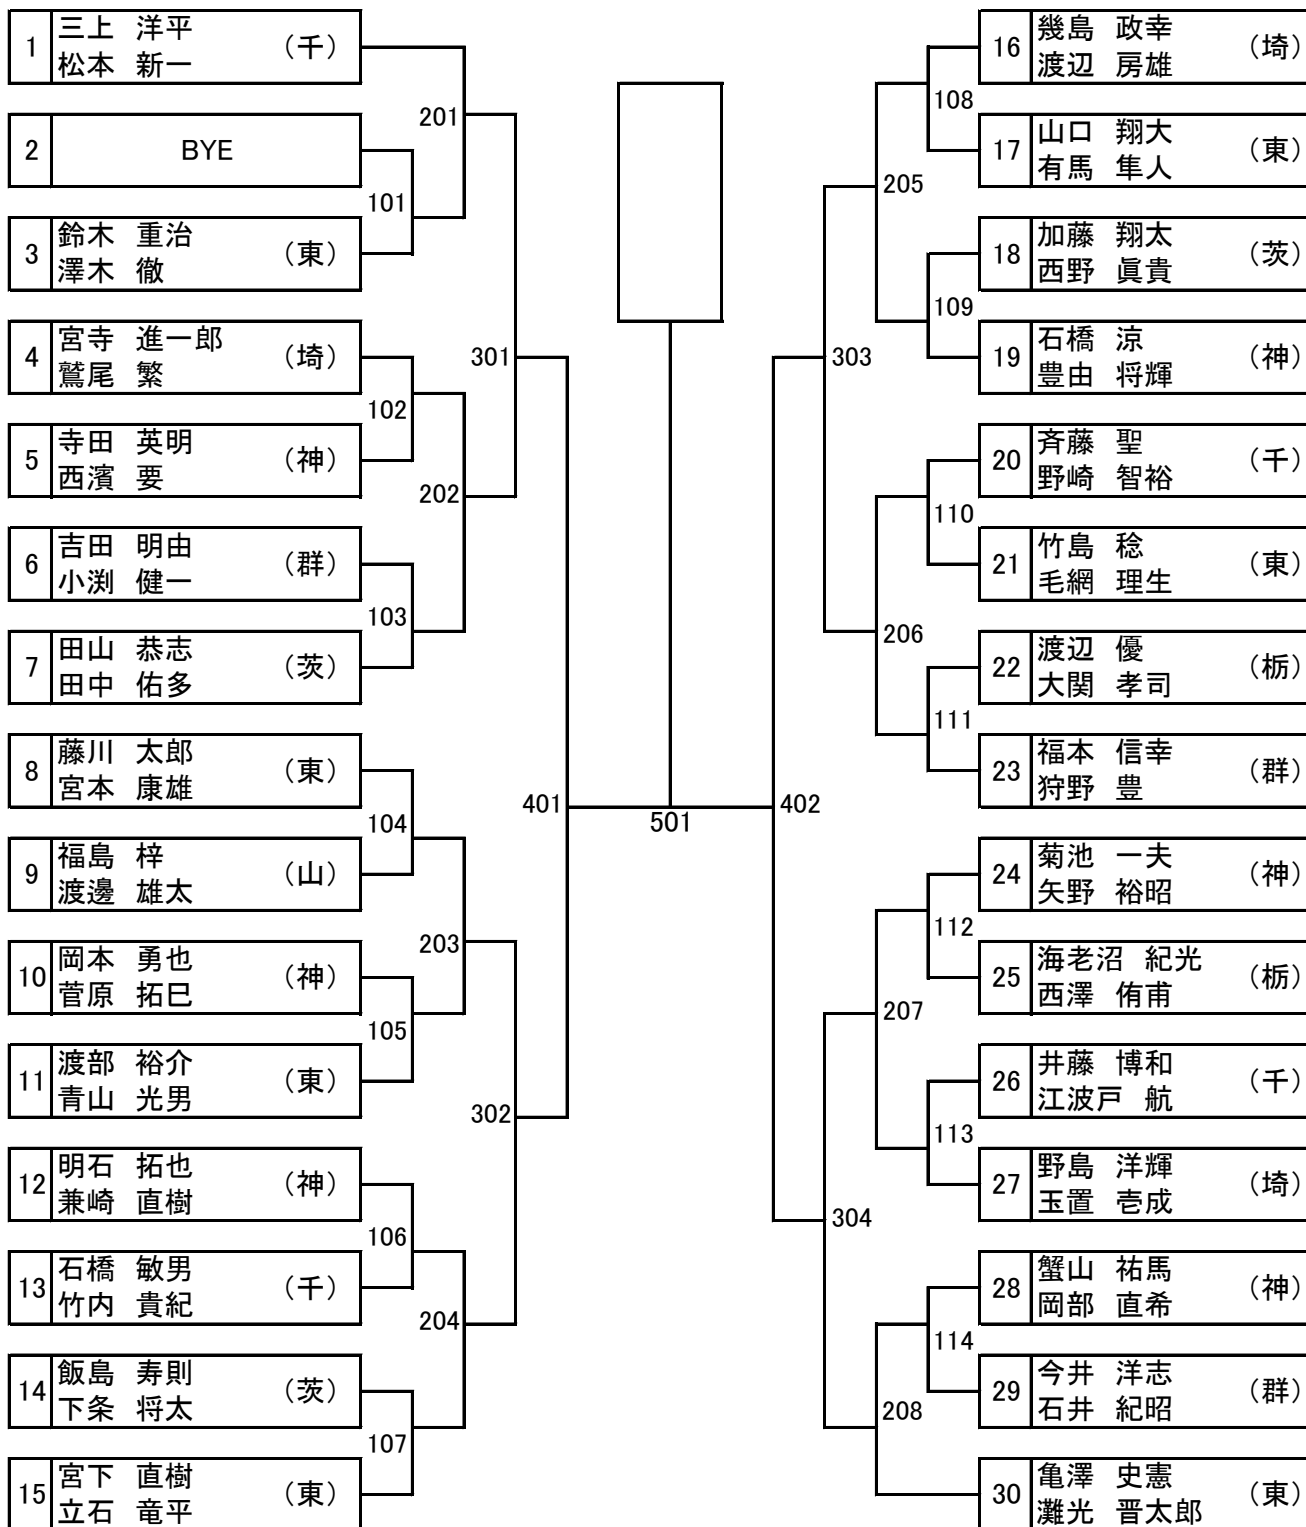 1 三上 洋平 (千)
松本 新一
2 BYE
3 鈴木 重治 (東)
澤木 徹
4 宮寺 進一郎 (埼)
鷲尾 繁
5 寺田 英明 (神)
西濱 要
6 吉田 明由 (群)
小渕 健一
7 田山 恭志 (茨)
田中 佑多
8 藤川 太郎 (東)
宮本 康雄
9 福島 梓 (山)
渡邊 雄太
10 岡本 勇也 (神)
菅原 拓巳
11 渡部 裕介 (東)
青山 光男
12 明石 拓也 (神)
兼崎 直樹
13 石橋 敏男 (千)
竹内 貴紀
14 飯島 寿則 (茨)
下条 将太
15 宮下 直樹 (東)
立石 竜平
101
102
103
104
105
106
107
201
202
203
204
301
302
401
501
402
303
304
205
206
207
208
108
109
110
111
112
113
114
16 幾島 政幸 (埼)
渡辺 房雄
17 山口 翔大 (東)
有馬 隼人
18 加藤 翔太 (茨)
西野 眞貴
19 石橋 涼 (神)
豊由 将輝
20 斉藤 聖 (千)
野崎 智裕
21 竹島 稔 (東)
毛網 理生
22 渡辺 優 (栃)
大関 孝司
23 福本 信幸 (群)
狩野 豊
24 菊池 一夫 (神)
矢野 裕昭
25 海老沼 紀光 (栃)
西澤 侑甫
26 井藤 博和 (千)
江波戸 航
27 野島 洋輝 (埼)
玉置 壱成
28 蟹山 祐馬 (神)
岡部 直希
29 今井 洋志 (群)
石井 紀昭
30 亀澤 史憲 (東)
灘光 晋太郎